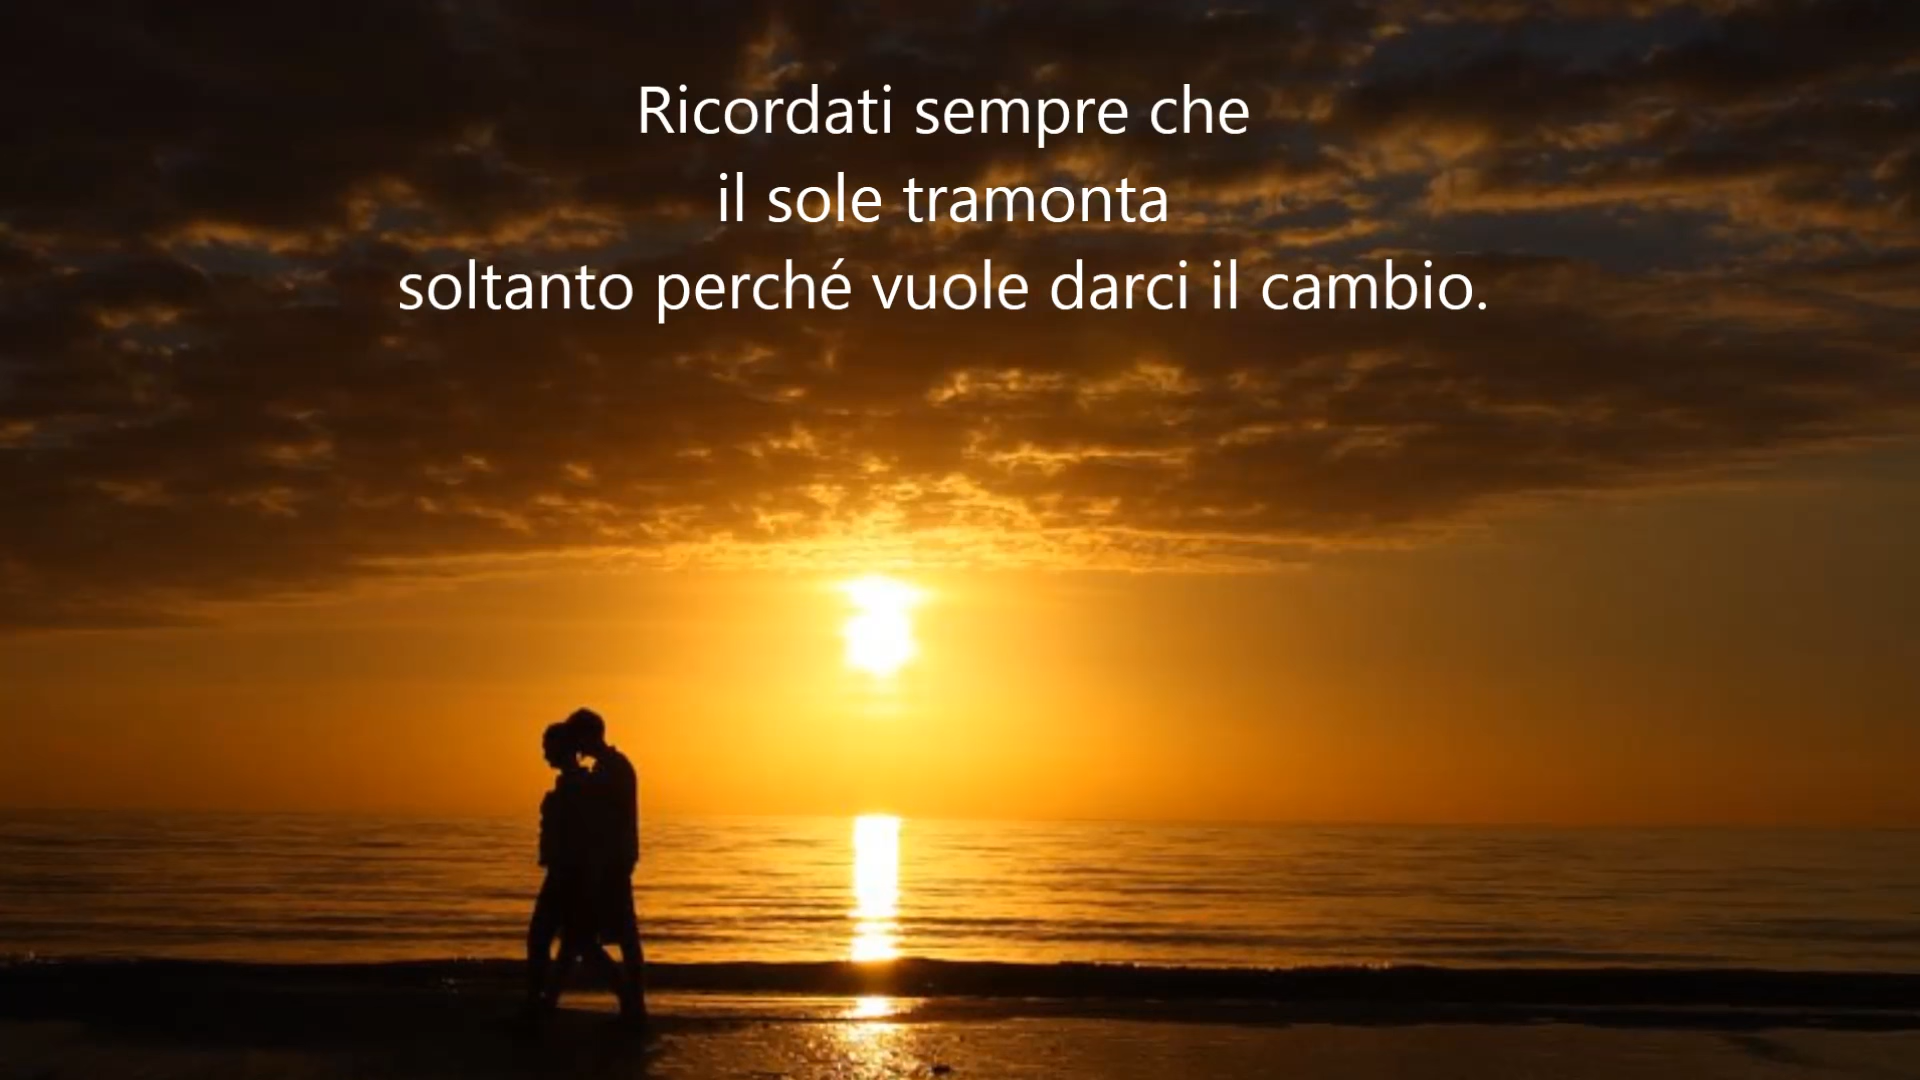 Ricordati sempre che
il sole tramonta
soltanto perché vuole darci il cambio.